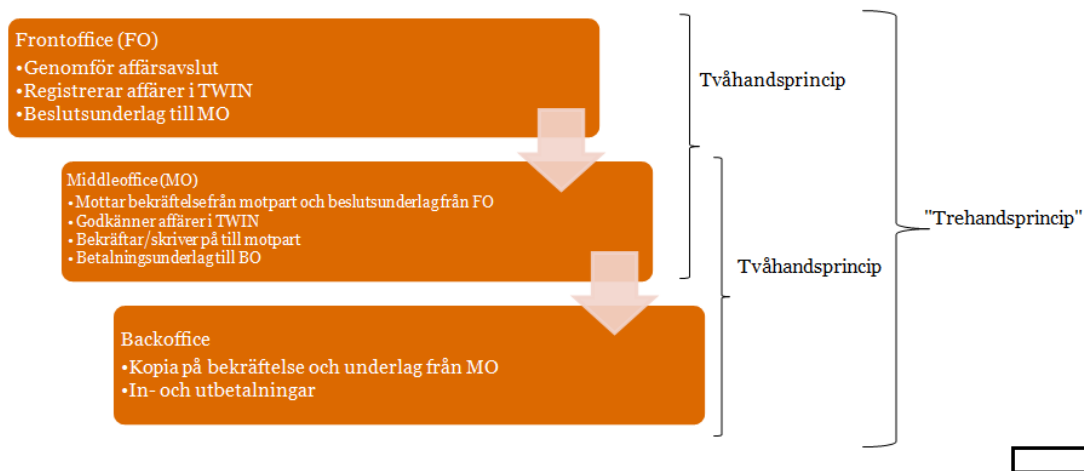 Frontoffice (FO)
•Genomför affärsavslut
•Registrerar affärer i TWIN
•Beslutsunderlag till MO
Tvåhandsprincip
Middleoffice (MO)
• Mottar bekräftelse från motpart och beslutsunderlag från FO
• Godkänner affärer i TWIN
• Bekräftar/skriver på till motpart
• Betalningsunderlag till BO
"Trehandsprincip"
Tvåhandsprincip
Backoffice
•Kopia på bekräftelse och underlag från MO
•In- och utbetalningar